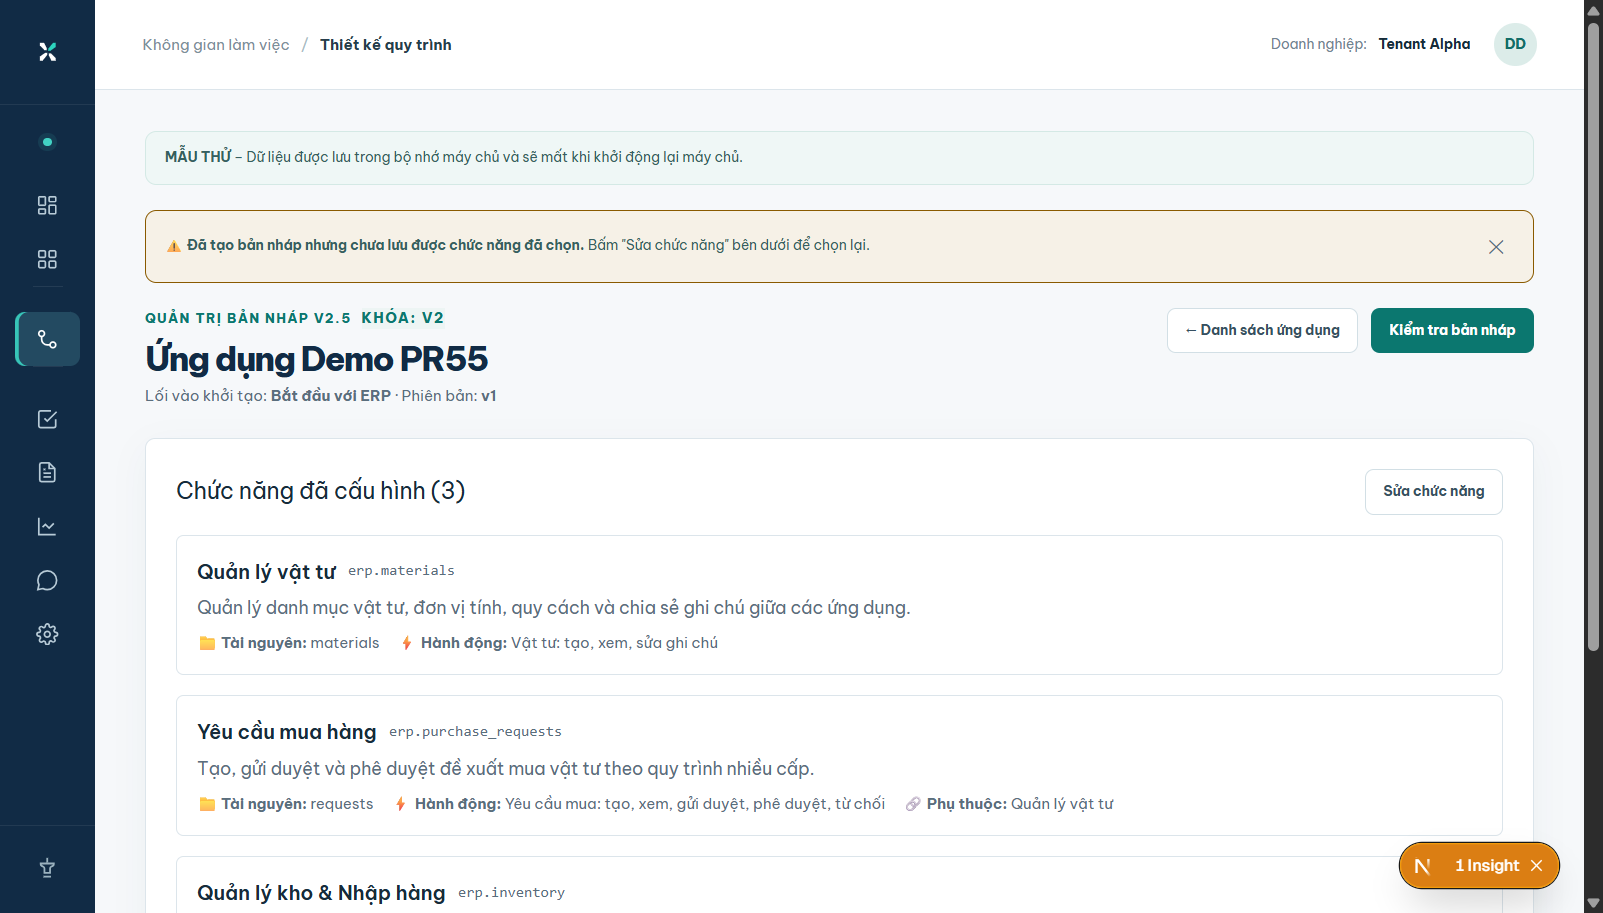 Không gian làm việc / Thiết kế quy trình
Doanh nghiệp: Tenant Alpha
DD
MẪU THỬ – Dữ liệu được lưu trong bộ nhớ máy chủ và sẽ mất khi khởi động lại máy chủ.
Đã tạo bản nháp nhưng chưa lưu được chức năng đã chọn. Bấm "Sửa chức năng" bên dưới để chọn lại.
QUẢN TRỊ BẢN NHÁP V2.5 KHÓA: V2
← Danh sách ứng dụng
Kiểm tra bản nháp
Ứng dụng Demo PR55
Lối vào khởi tạo: Bắt đầu với ERP · Phiên bản: v1
Chức năng đã cấu hình (3)
Sửa chức năng
Quản lý vật tư erp.materials
Quản lý danh mục vật tư, đơn vị tính, quy cách và chia sẻ ghi chú giữa các ứng dụng.
Tài nguyên: materials Hành động: Vật tư: tạo, xem, sửa ghi chú
Yêu cầu mua hàng erp.purchase_requests
Tạo, gửi duyệt và phê duyệt đề xuất mua vật tư theo quy trình nhiều cấp.
Tài nguyên: requests Hành động: Yêu cầu mua: tạo, xem, gửi duyệt, phê duyệt, từ chối Phụ thuộc: Quản lý vật tư
Quản lý kho & Nhập hàng erp.inventory
N 1 Insight